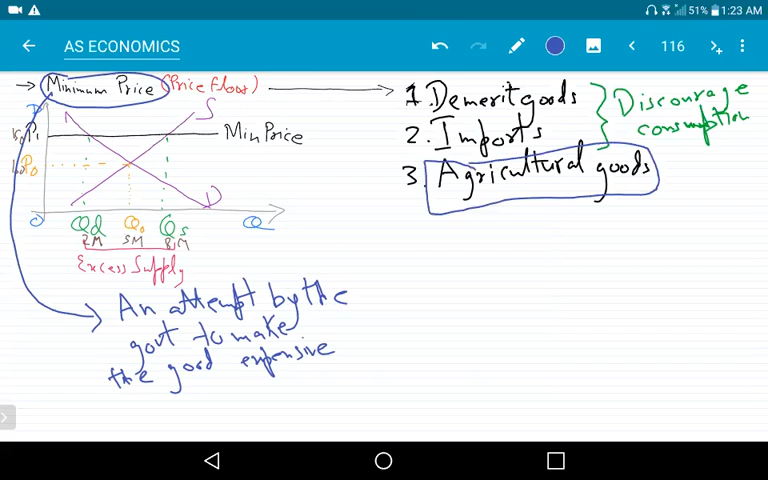 51% 1:23 AM
AS ECONOMICS
116
→ Minimum Price (Price Floor) →
1. Demerit goods
2. Imports
3. Agricultural goods
} Discourage
consumption
S
P1
Min Price
P0
D
O
Qd Q0 Qs Q
2M 5M 8M
Excess Supply
An attempt by the
govt to make
the good expensive